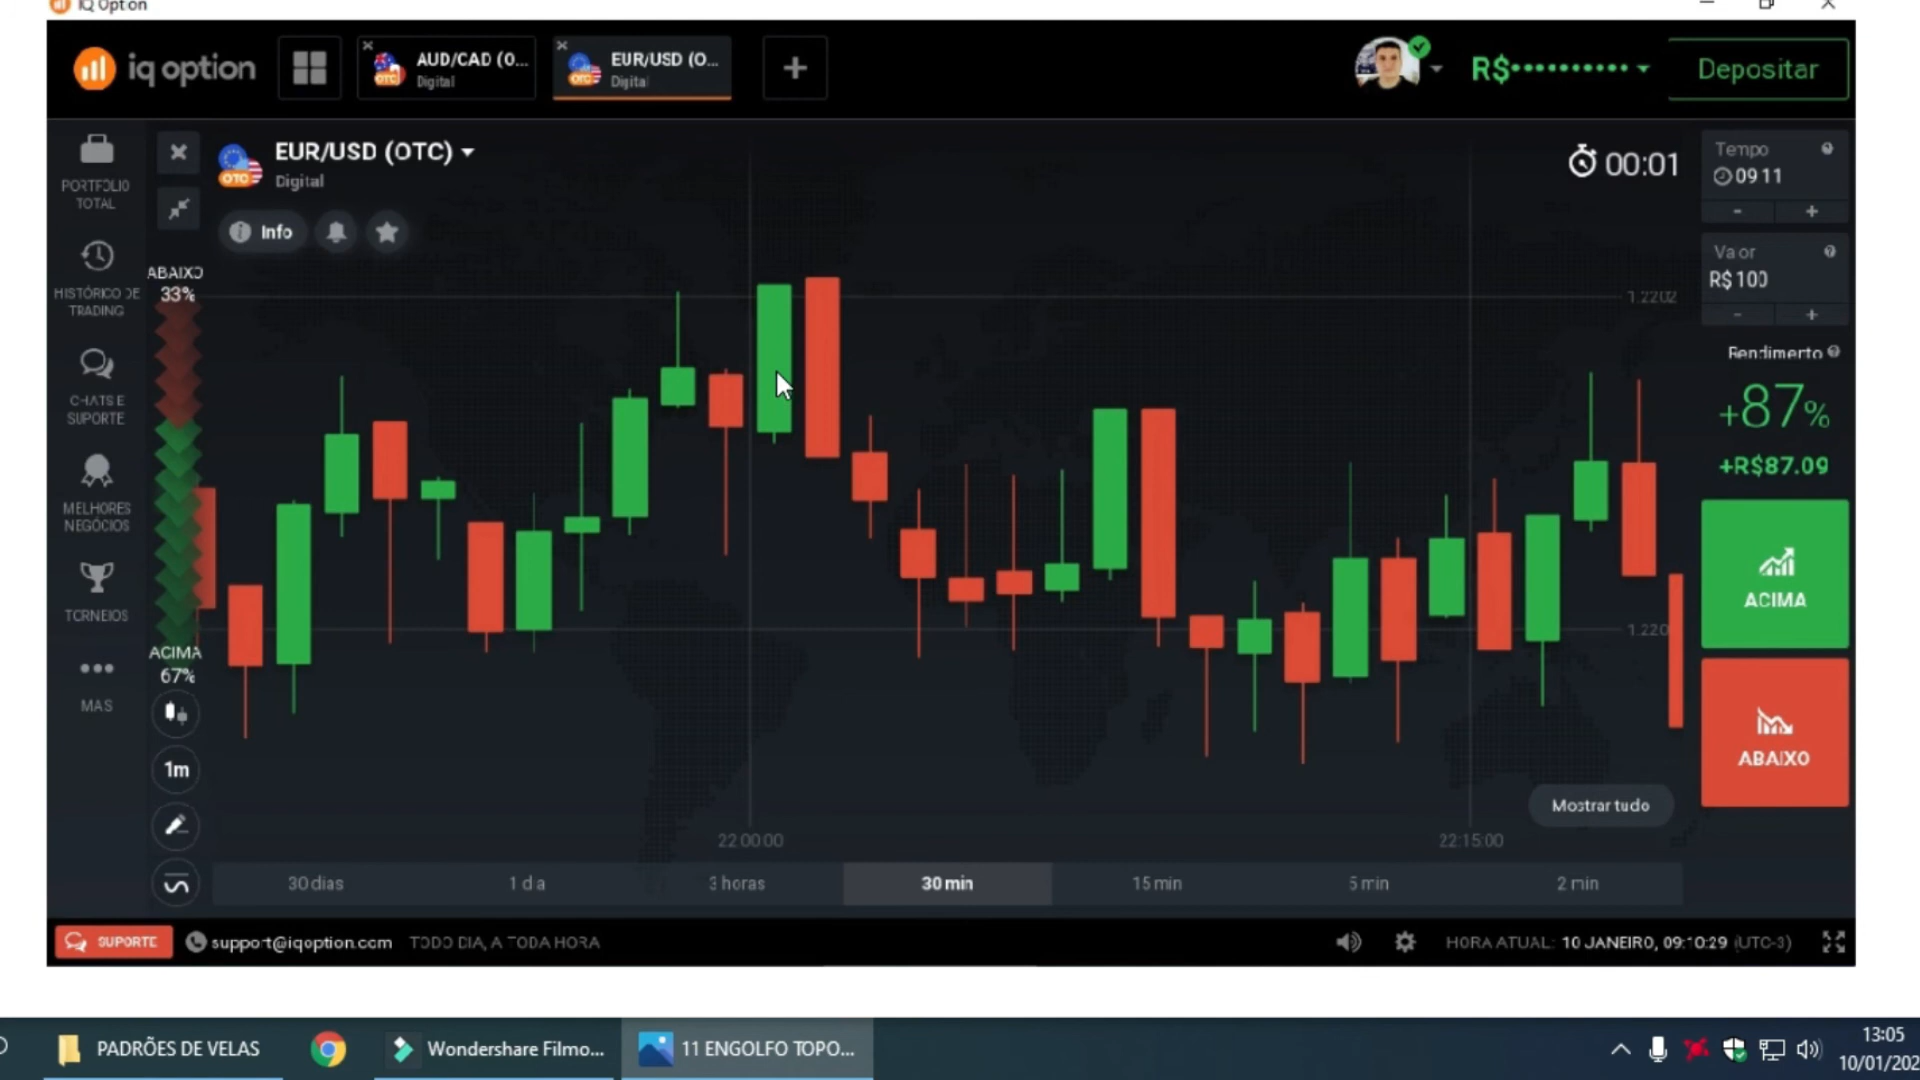 IQ Option
iq option
AUD/CAD (O...
Digital
EUR/USD (O...
Digital
R$
Depositar
EUR/USD (OTC)
Digital
Info
00:01
PORTFOLIO
TOTAL
HISTÓRICO DE
TRADING
CHATS E
SUPORTE
MELHORES
NEGÓCIOS
TORNEIOS
MAS
ABAIXO
33%
ACIMA
67%
1m
1.2202
1.220
Tempo
09 11
- +
Valor
R$ 100
- +
Rendimento
+87%
+R$87.09
ACIMA
ABAIXO
Mostrar tudo
22:00:00
22:15:00
30 dias
1 dia
3 horas
30 min
15 min
5 min
2 min
SUPORTE
support@iqoption.com
TODO DIA, A TODA HORA
HORA ATUAL: 10 JANEIRO, 09:10:29 (UTC-3)
PADRÕES DE VELAS
Wondershare Filmo...
11 ENGOLFO TOPO...
13:05
10/01/202